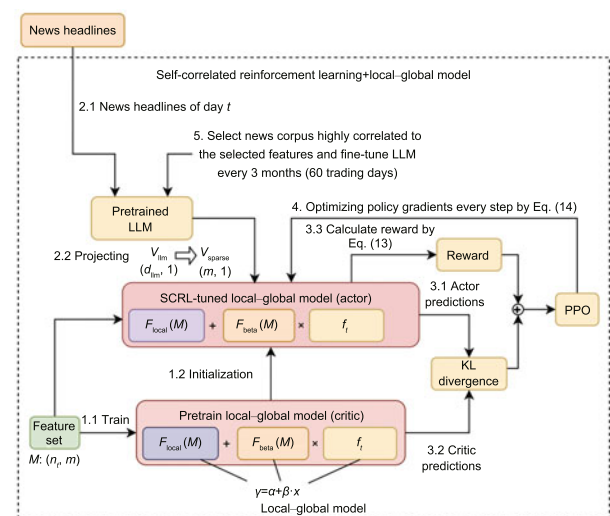 News headlines
Self-correlated reinforcement learning+local–global model
2.1 News headlines of day t
5. Select news corpus highly correlated to
the selected features and fine-tune LLM
every 3 months (60 trading days)
Pretrained
LLM
4. Optimizing policy gradients every step by Eq. (14)
3.3 Calculate reward by
Eq. (13)
Reward
2.2 Projecting
V_llm ⇨ V_sparse
(d_llm, 1) (m, 1)
3.1 Actor
predictions
SCRL-tuned local–global model (actor)
F_local (M) + F_beta (M) × f_t
PPO
KL
divergence
1.2 Initialization
Feature
set
M: (n_t, m)
1.1 Train
Pretrain local–global model (critic)
F_local (M) + F_beta (M) × f_t
3.2 Critic
predictions
γ=α+β·x
Local–global model